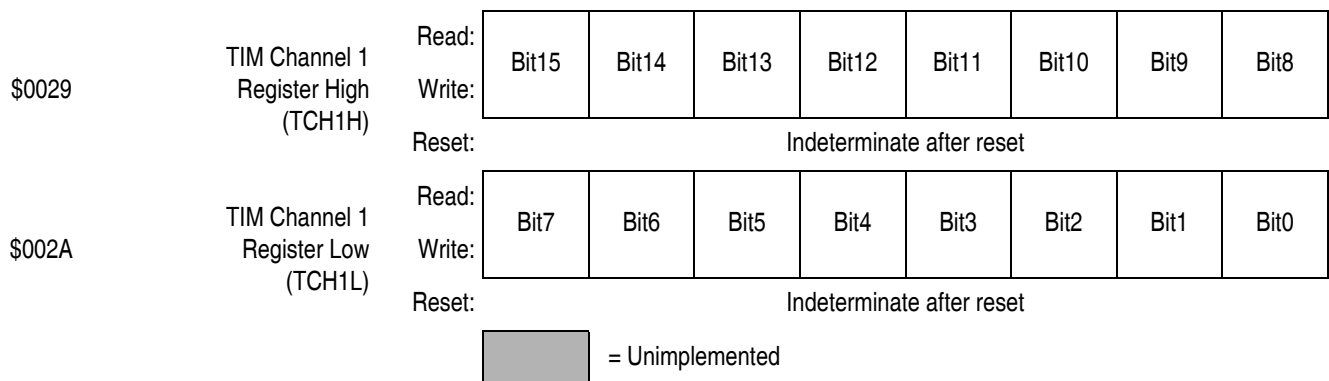 $0029
TIM Channel 1
Register High
(TCH1H)
Read:
Write:
Bit15 Bit14 Bit13 Bit12 Bit11 Bit10 Bit9 Bit8
Reset: Indeterminate after reset
$002A
TIM Channel 1
Register Low
(TCH1L)
Read:
Write:
Bit7 Bit6 Bit5 Bit4 Bit3 Bit2 Bit1 Bit0
Reset: Indeterminate after reset
= Unimplemented